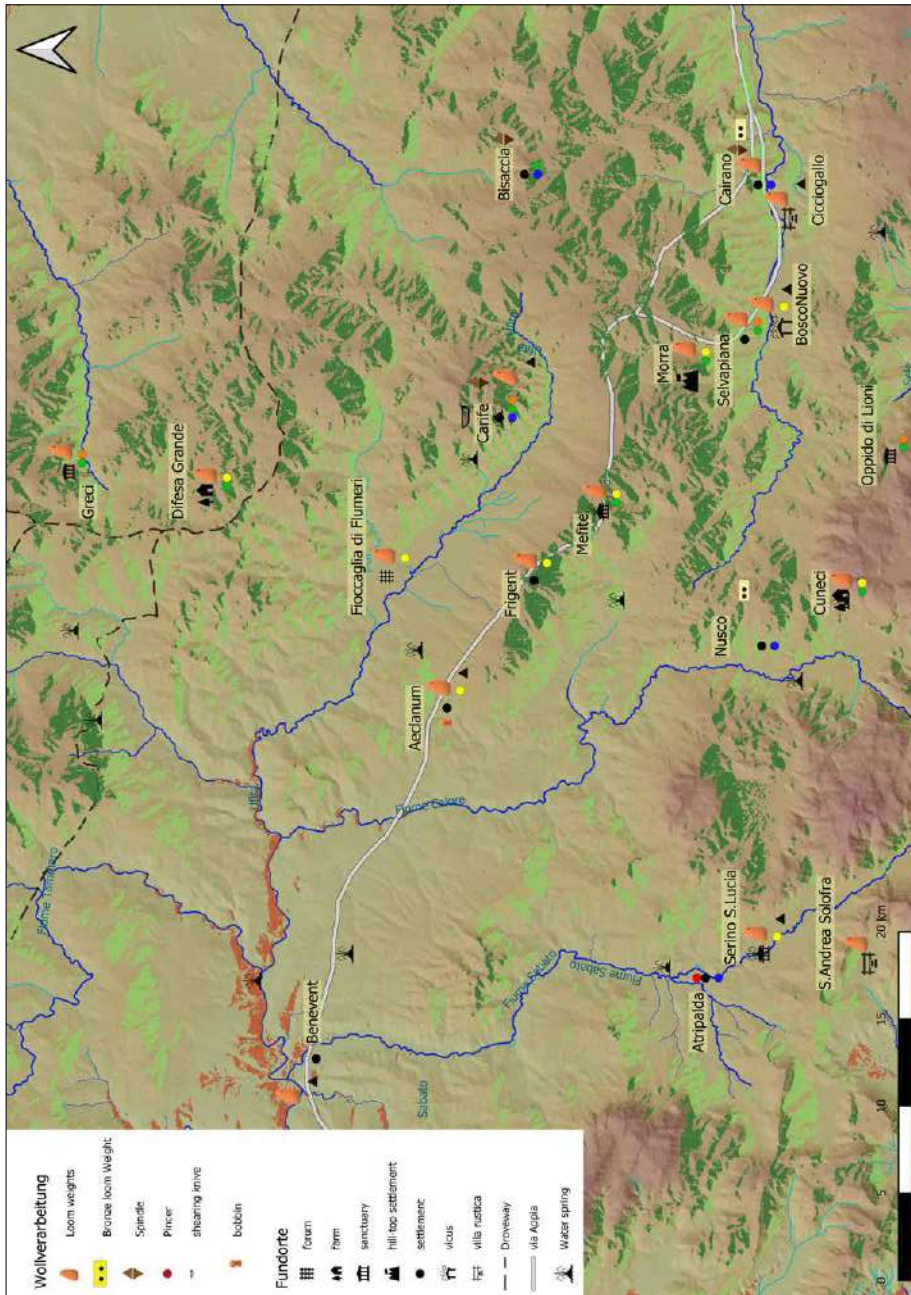 Wollverarbeitung
Loom weights
Bronze loom Weight
Spindle
Pincer
shearing knive
bobbin
Fundorte
forum
farm
sanctuary
hill-top settlement
settlement
vicus
villa rustica
Droveway
via Appia
Water spring
Greci
Difesa Grande
Fioccaglia di Flumeri
Bisaccia
Carife
Ufita
Fiume Tammaro
Ufita
Aeclanum
Frigent
Mefite
Morra
Selvapiana
BoscoNuovo
Cairano
Cicciogallo
Benevent
Fiume Calore
Sabato
Fiume Sabato
Fiume Sabato
Nusco
Cuneci
Oppido di Lioni
Atripalda
Serino S.Lucia
S.Andrea Solofra
0 5 10 15 20 km